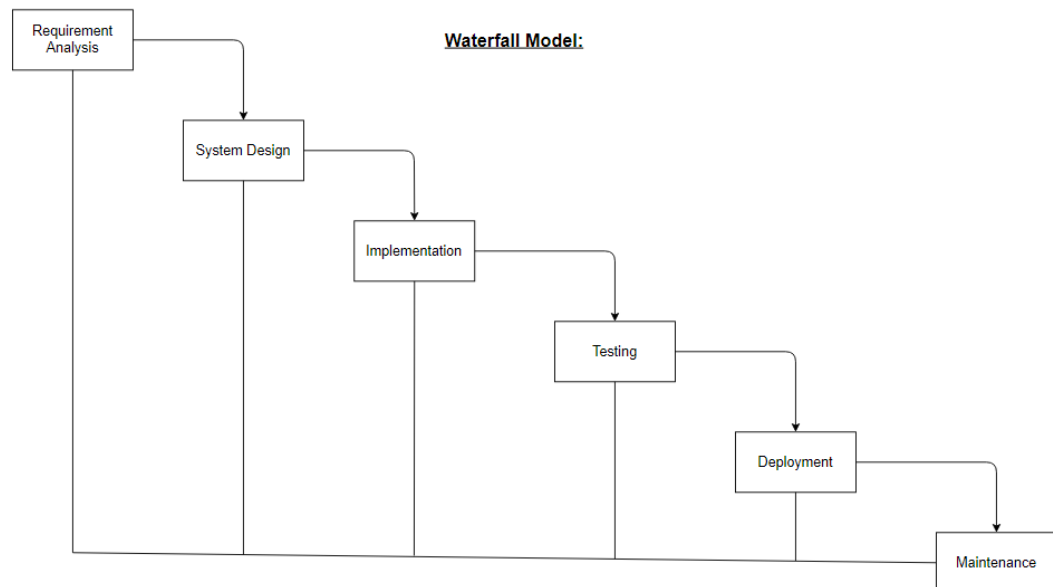 Requirement
Analysis
Waterfall Model:
System Design
Implementation
Testing
Deployment
Maintenance